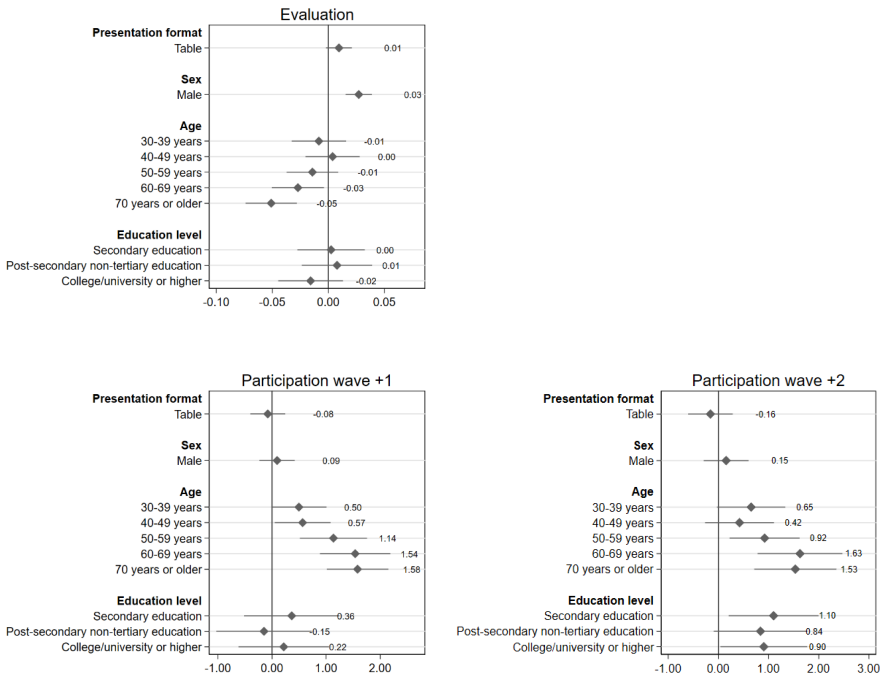 Evaluation
Presentation format
Table 0.01
Sex
Male 0.03
Age
30-39 years -0.01
40-49 years 0.00
50-59 years -0.01
60-69 years -0.03
70 years or older -0.05
Education level
Secondary education 0.00
Post-secondary non-tertiary education 0.01
College/university or higher -0.02
-0.10 -0.05 0.00 0.05
Participation wave +1
Presentation format
Table -0.08
Sex
Male 0.09
Age
30-39 years 0.50
40-49 years 0.57
50-59 years 1.14
60-69 years 1.54
70 years or older 1.58
Education level
Secondary education 0.36
Post-secondary non-tertiary education -0.15
College/university or higher 0.22
-1.00 0.00 1.00 2.00
Participation wave +2
Presentation format
Table -0.16
Sex
Male 0.15
Age
30-39 years 0.65
40-49 years 0.42
50-59 years 0.92
60-69 years 1.63
70 years or older 1.53
Education level
Secondary education 1.10
Post-secondary non-tertiary education 0.84
College/university or higher 0.90
-1.00 0.00 1.00 2.00 3.00